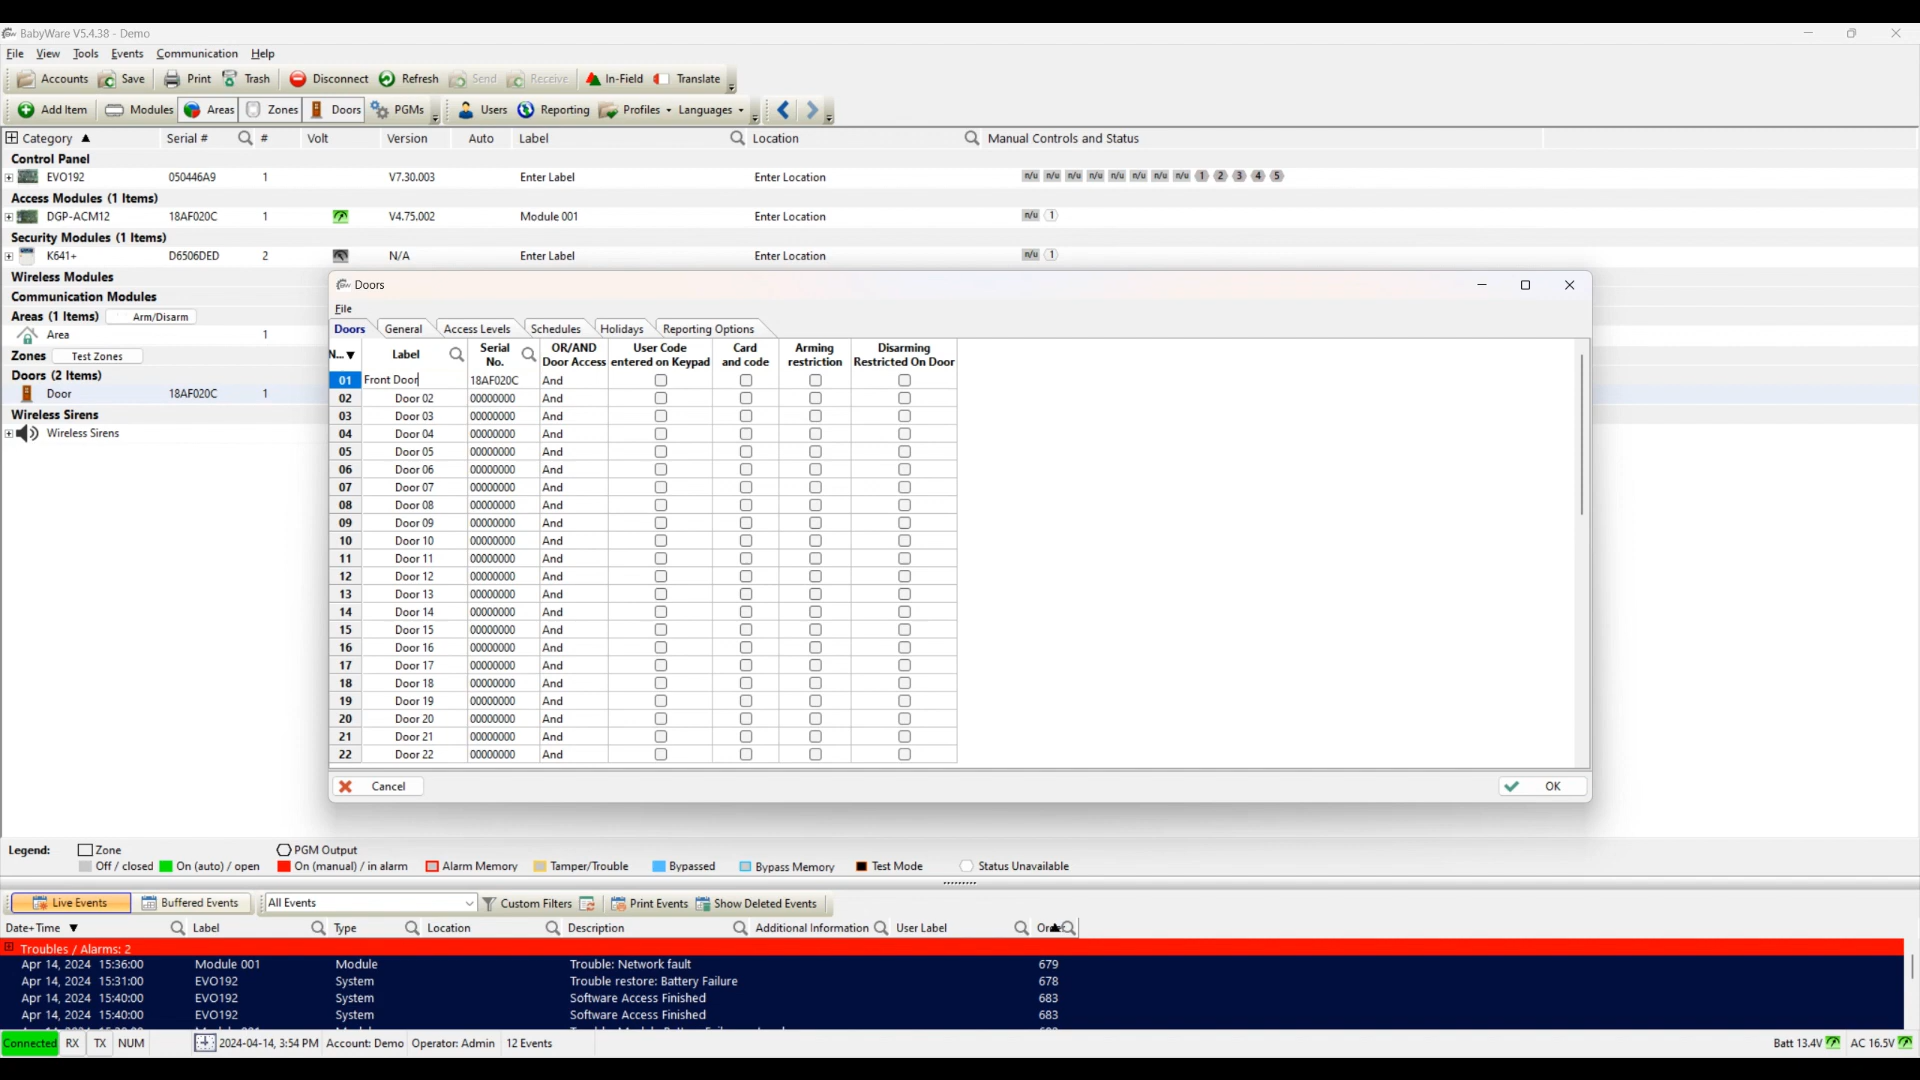 BabyWare V5.4.38 - Demo
File View Tools Events Communication Help
Accounts Save Print Trash Disconnect Refresh Send Receive In-Field Translate
Add Item Modules Areas Zones Doors PGMs Users Reporting Profiles Languages
Category Serial # # Volt Version Auto Label Location Manual Controls and Status
Control Panel
EVO192 050446A9 1 V7.30.003 Enter Label Enter Location n/u n/u n/u n/u n/u n/u n/u n/u 1 2 3 4 5
Access Modules (1 Items)
DGP-ACM12 18AF020C 1 V4.75.002 Module 001 Enter Location n/u 1
Security Modules (1 Items)
K641+ D6506DED 2 N/A Enter Label Enter Location n/u 1
Wireless Modules
Communication Modules
Areas (1 Items) Arm/Disarm
Area 1
Zones Test Zones
Doors (2 Items)
Door 18AF020C 1
Wireless Sirens
Wireless Sirens
Doors
File
Doors General Access Levels Schedules Holidays Reporting Options
N... Label Serial No. OR/AND Door Access User Code entered on Keypad Card and code Arming restriction Disarming Restricted On Door
01 Front Door 18AF020C And
02 Door 02 00000000 And
03 Door 03 00000000 And
04 Door 04 00000000 And
05 Door 05 00000000 And
06 Door 06 00000000 And
07 Door 07 00000000 And
08 Door 08 00000000 And
09 Door 09 00000000 And
10 Door 10 00000000 And
11 Door 11 00000000 And
12 Door 12 00000000 And
13 Door 13 00000000 And
14 Door 14 00000000 And
15 Door 15 00000000 And
16 Door 16 00000000 And
17 Door 17 00000000 And
18 Door 18 00000000 And
19 Door 19 00000000 And
20 Door 20 00000000 And
21 Door 21 00000000 And
22 Door 22 00000000 And
Cancel OK
Legend: Zone PGM Output
Off / closed On (auto) / open On (manual) / in alarm Alarm Memory Tamper/Trouble Bypassed Bypass Memory Test Mode Status Unavailable
Live Events Buffered Events All Events Custom Filters Print Events Show Deleted Events
Date+Time Label Type Location Description Additional Information User Label
Troubles / Alarms: 2
Apr 14, 2024 15:36:00 Module 001 Module Trouble: Network fault 679
Apr 14, 2024 15:31:00 EVO192 System Trouble restore: Battery Failure 678
Apr 14, 2024 15:40:00 EVO192 System Software Access Finished 683
Apr 14, 2024 15:40:00 EVO192 System Software Access Finished 683
Connected RX TX NUM 2024-04-14, 3:54 PM Account: Demo Operator: Admin 12 Events Batt 13.4V AC 16.5V